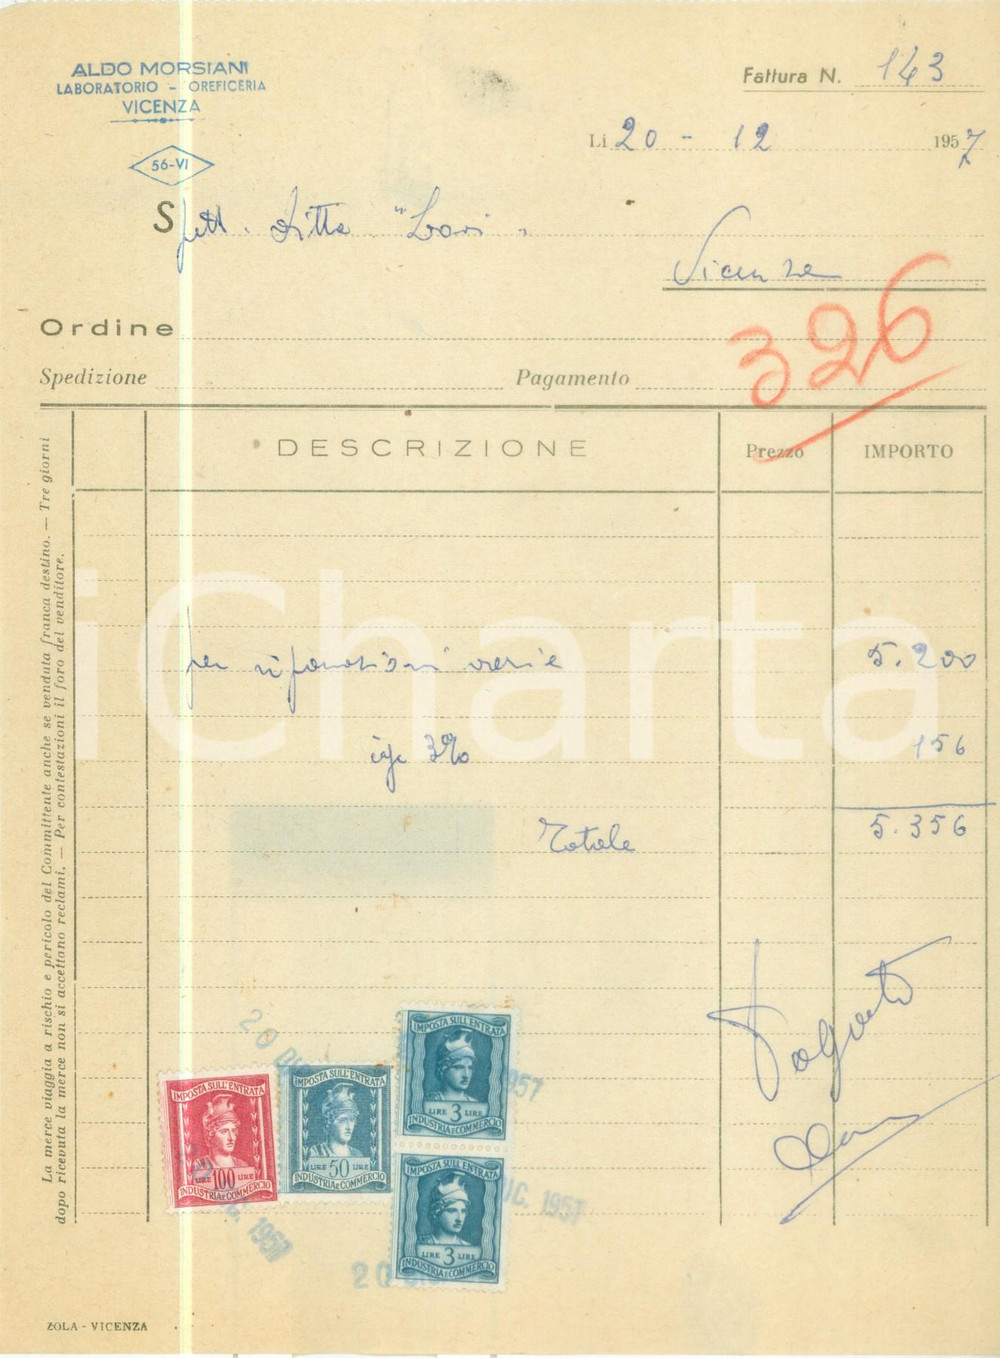 ALDO MORSIANI
LABORATORIO - OREFICERIA
VICENZA
56-VI
Fattura N. 143
Li 20 - 12 1957
Spett. Ditta "Lovi"
Vicenza
Ordine
Spedizione Pagamento
326
DESCRIZIONE Prezzo IMPORTO
per riparazioni varie 5.200
ige 3% 156
Totale 5.356
Pagato
La merce viaggia a rischio e pericolo del Committente anche se venduta franca destino. — Tre giorni
dopo ricevuta la merce non si accettano reclami. — Per contestazioni il foro del venditore.
iCharta
IMPOSTA SULL'ENTRATA
LIRE 3 LIRE
INDUSTRIA E COMMERCIO
IMPOSTA SULL'ENTRATA
LIRE 100 LIRE
INDUSTRIA E COMMERCIO
IMPOSTA SULL'ENTRATA
LIRE 50 LIRE
INDUSTRIA E COMMERCIO
IMPOSTA SULL'ENTRATA
LIRE 3 LIRE
INDUSTRIA E COMMERCIO
20 DIC. 1957
ZOLA - VICENZA